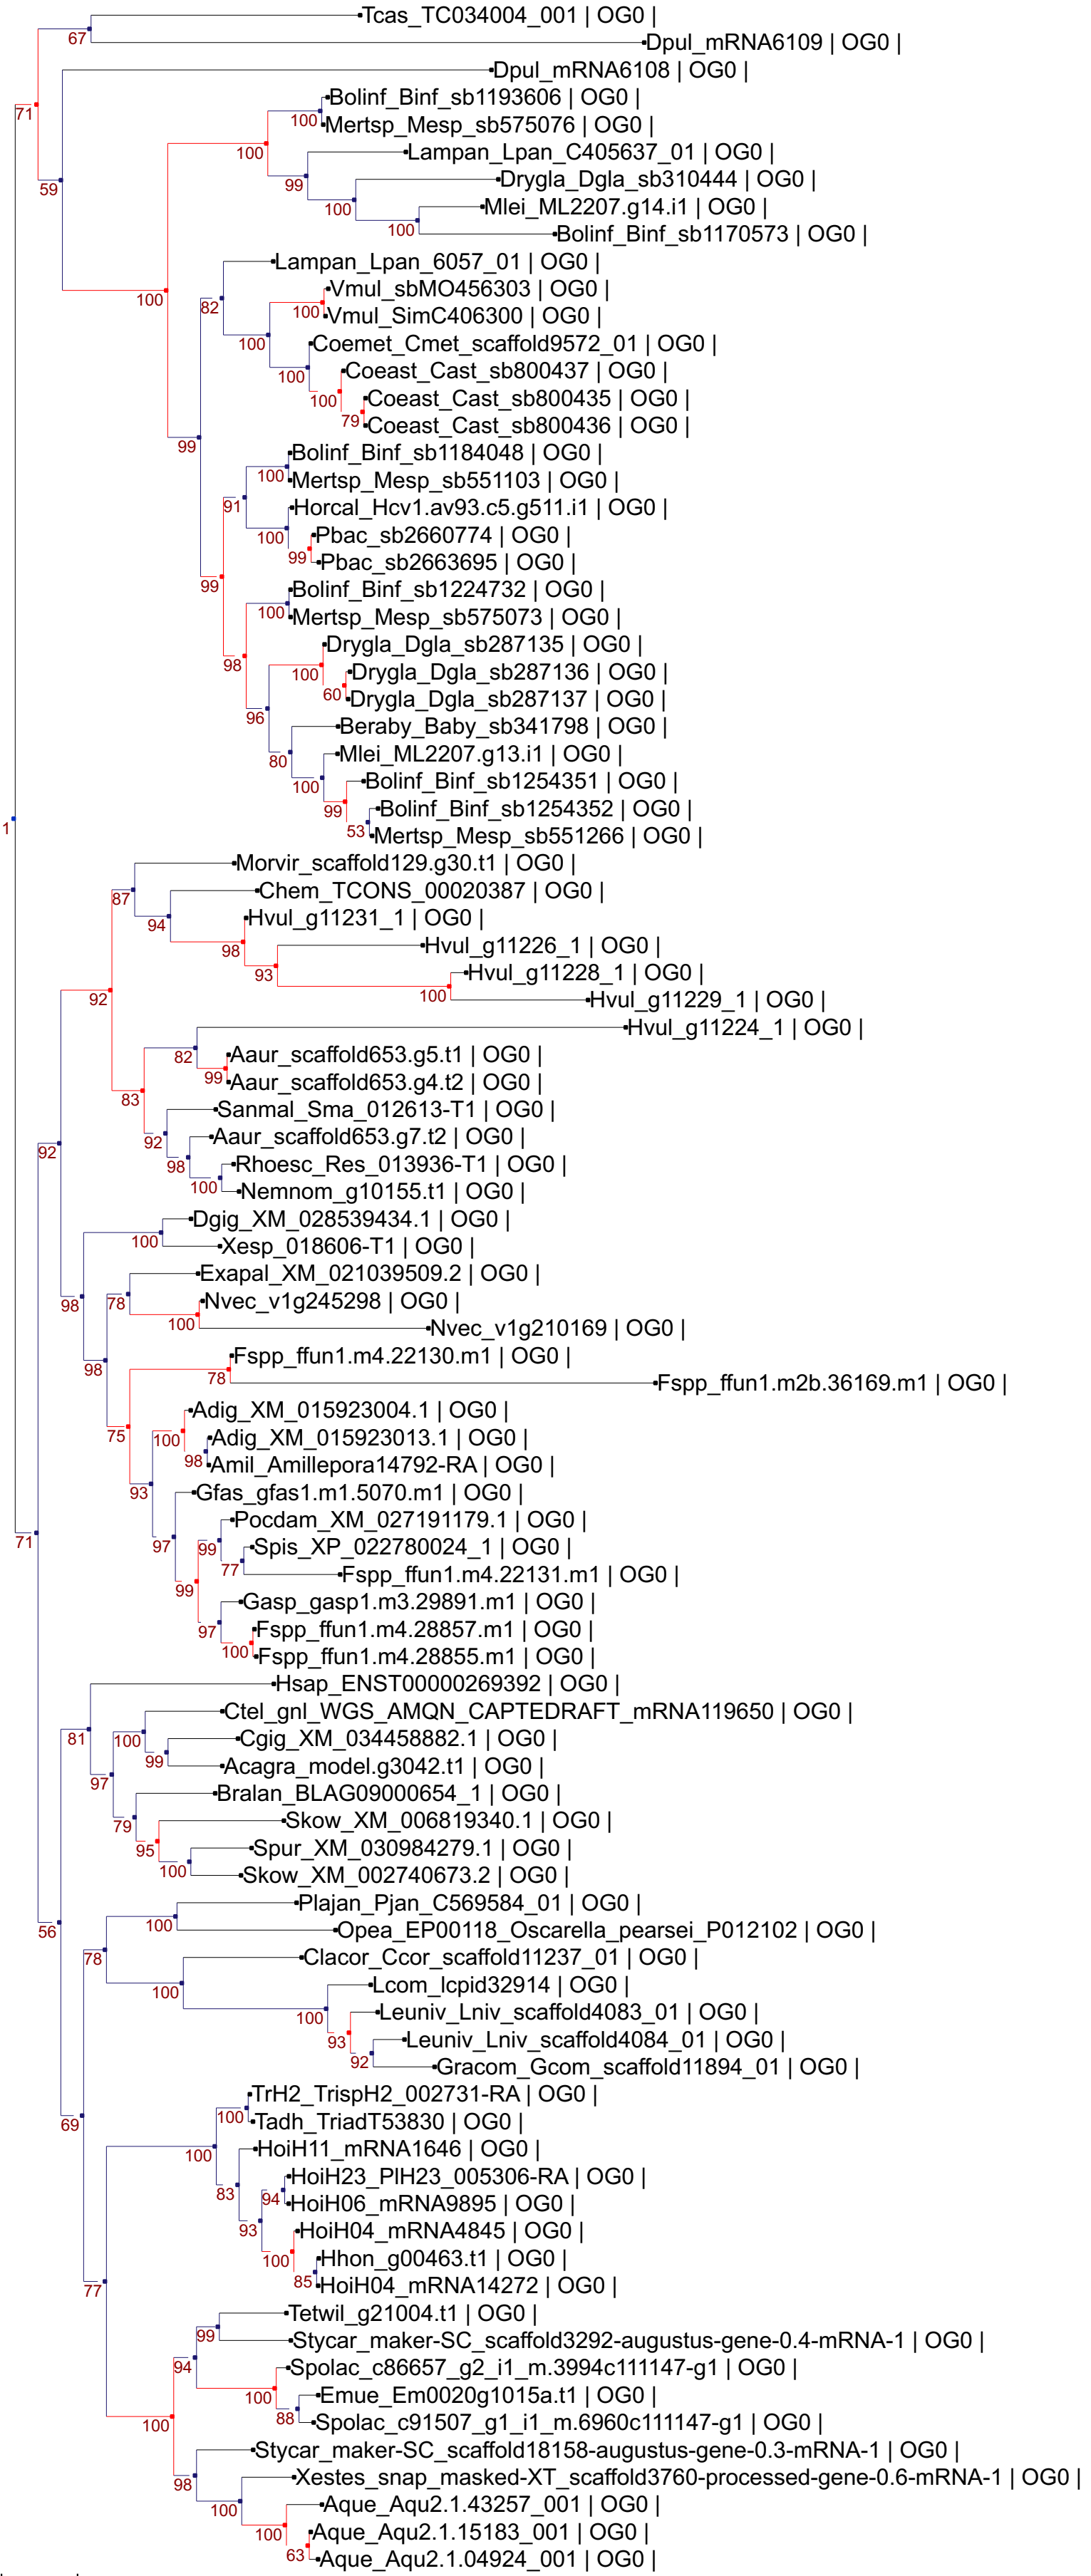 Tcas_TC034004_001 | OG0 |
67
Dpul_mRNA6109 | OG0 |
Dpul_mRNA6108 | OG0 |
Bolinf_Binf_sb1193606 | OG0 |
71
100
Mertsp_Mesp_sb575076 | OG0 |
100
Lampan_Lpan_C405637_01 | OG0 |
99
Drygla_Dgla_sb310444 | OG0 |
59
100
Mlei_ML2207.g14.i1 | OG0 |
100
Bolinf_Binf_sb1170573 | OG0 |
Lampan_Lpan_6057_01 | OG0 |
Vmul_sbMO456303 | OG0 |
100
82
100
Vmul_SimC406300 | OG0 |
100
Coemet_Cmet_scaffold9572_01 | OG0 |
100
Coeast_Cast_sb800437 | OG0 |
100
Coeast_Cast_sb800435 | OG0 |
79
Coeast_Cast_sb800436 | OG0 |
99
Bolinf_Binf_sb1184048 | OG0 |
100
Mertsp_Mesp_sb551103 | OG0 |
91
Horcal_Hcv1.av93.c5.g511.i1 | OG0 |
100
Pbac_sb2660774 | OG0 |
99
Pbac_sb2663695 | OG0 |
99
Bolinf_Binf_sb1224732 | OG0 |
100
Mertsp_Mesp_sb575073 | OG0 |
Drygla_Dgla_sb287135 | OG0 |
98
100
Drygla_Dgla_sb287136 | OG0 |
60
Drygla_Dgla_sb287137 | OG0 |
96
Beraby_Baby_sb341798 | OG0 |
80
Mlei_ML2207.g13.i1 | OG0 |
100
Bolinf_Binf_sb1254351 | OG0 |
99
Bolinf_Binf_sb1254352 | OG0 |
1
53
Mertsp_Mesp_sb551266 | OG0 |
Morvir_scaffold129.g30.t1 | OG0 |
87
Chem_TCONS_00020387 | OG0 |
94
Hvul_g11231_1 | OG0 |
98
Hvul_g11226_1 | OG0 |
93
Hvul_g11228_1 | OG0 |
92
100
Hvul_g11229_1 | OG0 |
Hvul_g11224_1 | OG0 |
82
Aaur_scaffold653.g5.t1 | OG0 |
99
Aaur_scaffold653.g4.t2 | OG0 |
83
Sanmal_Sma_012613-T1 | OG0 |
92
Aaur_scaffold653.g7.t2 | OG0 |
92
98
Rhoesc_Res_013936-T1 | OG0 |
100
Nemnom_g10155.t1 | OG0 |
Dgig_XM_028539434.1 | OG0 |
100
Xesp_018606-T1 | OG0 |
Exapal_XM_021039509.2 | OG0 |
98
78
Nvec_v1g245298 | OG0 |
100
Nvec_v1g210169 | OG0 |
98
Fspp_ffun1.m4.22130.m1 | OG0 |
78
Fspp_ffun1.m2b.36169.m1 | OG0 |
Adig_XM_015923004.1 | OG0 |
75
100
Adig_XM_015923013.1 | OG0 |
98
Amil_Amillepora14792-RA | OG0 |
93
Gfas_gfas1.m1.5070.m1 | OG0 |
Pocdam_XM_027191179.1 | OG0 |
71
97
99
Spis_XP_022780024_1 | OG0 |
77
Fspp_ffun1.m4.22131.m1 | OG0 |
99
Gasp_gasp1.m3.29891.m1 | OG0 |
97
Fspp_ffun1.m4.28857.m1 | OG0 |
100
Fspp_ffun1.m4.28855.m1 | OG0 |
Hsap_ENST00000269392 | OG0 |
Ctel_gnl_WGS_AMQN_CAPTEDRAFT_mRNA119650 | OG0 |
81
100
Cgig_XM_034458882.1 | OG0 |
99
Acagra_model.g3042.t1 | OG0 |
97
Bralan_BLAG09000654_1 | OG0 |
79
Skow_XM_006819340.1 | OG0 |
95
Spur_XM_030984279.1 | OG0 |
100
Skow_XM_002740673.2 | OG0 |
Plajan_Pjan_C569584_01 | OG0 |
56
100
Opea_EP00118_Oscarella_pearsei_P012102 | OG0 |
78
Clacor_Ccor_scaffold11237_01 | OG0 |
100
Lcom_lcpid32914 | OG0 |
100
Leuniv_Lniv_scaffold4083_01 | OG0 |
93
Leuniv_Lniv_scaffold4084_01 | OG0 |
92
Gracom_Gcom_scaffold11894_01 | OG0 |
TrH2_TrispH2_002731-RA | OG0 |
69
100
Tadh_TriadT53830 | OG0 |
100
HoiH11_mRNA1646 | OG0 |
HoiH23_PlH23_005306-RA | OG0 |
83
94
HoiH06_mRNA9895 | OG0 |
93
HoiH04_mRNA4845 | OG0 |
100
Hhon_g00463.t1 | OG0 |
77
85
HoiH04_mRNA14272 | OG0 |
Tetwil_g21004.t1 | OG0 |
99
Stycar_maker-SC_scaffold3292-augustus-gene-0.4-mRNA-1 | OG0 |
94
Spolac_c86657_g2_i1_m.3994c111147-g1 | OG0 |
100
Emue_Em0020g1015a.t1 | OG0 |
100
88
Spolac_c91507_g1_i1_m.6960c111147-g1 | OG0 |
Stycar_maker-SC_scaffold18158-augustus-gene-0.3-mRNA-1 | OG0 |
98
Xestes_snap_masked-XT_scaffold3760-processed-gene-0.6-mRNA-1 | OG0 |
100
Aque_Aqu2.1.43257_001 | OG0 |
100
Aque_Aqu2.1.15183_001 | OG0 |
63
Aque_Aqu2.1.04924_001 | OG0 |